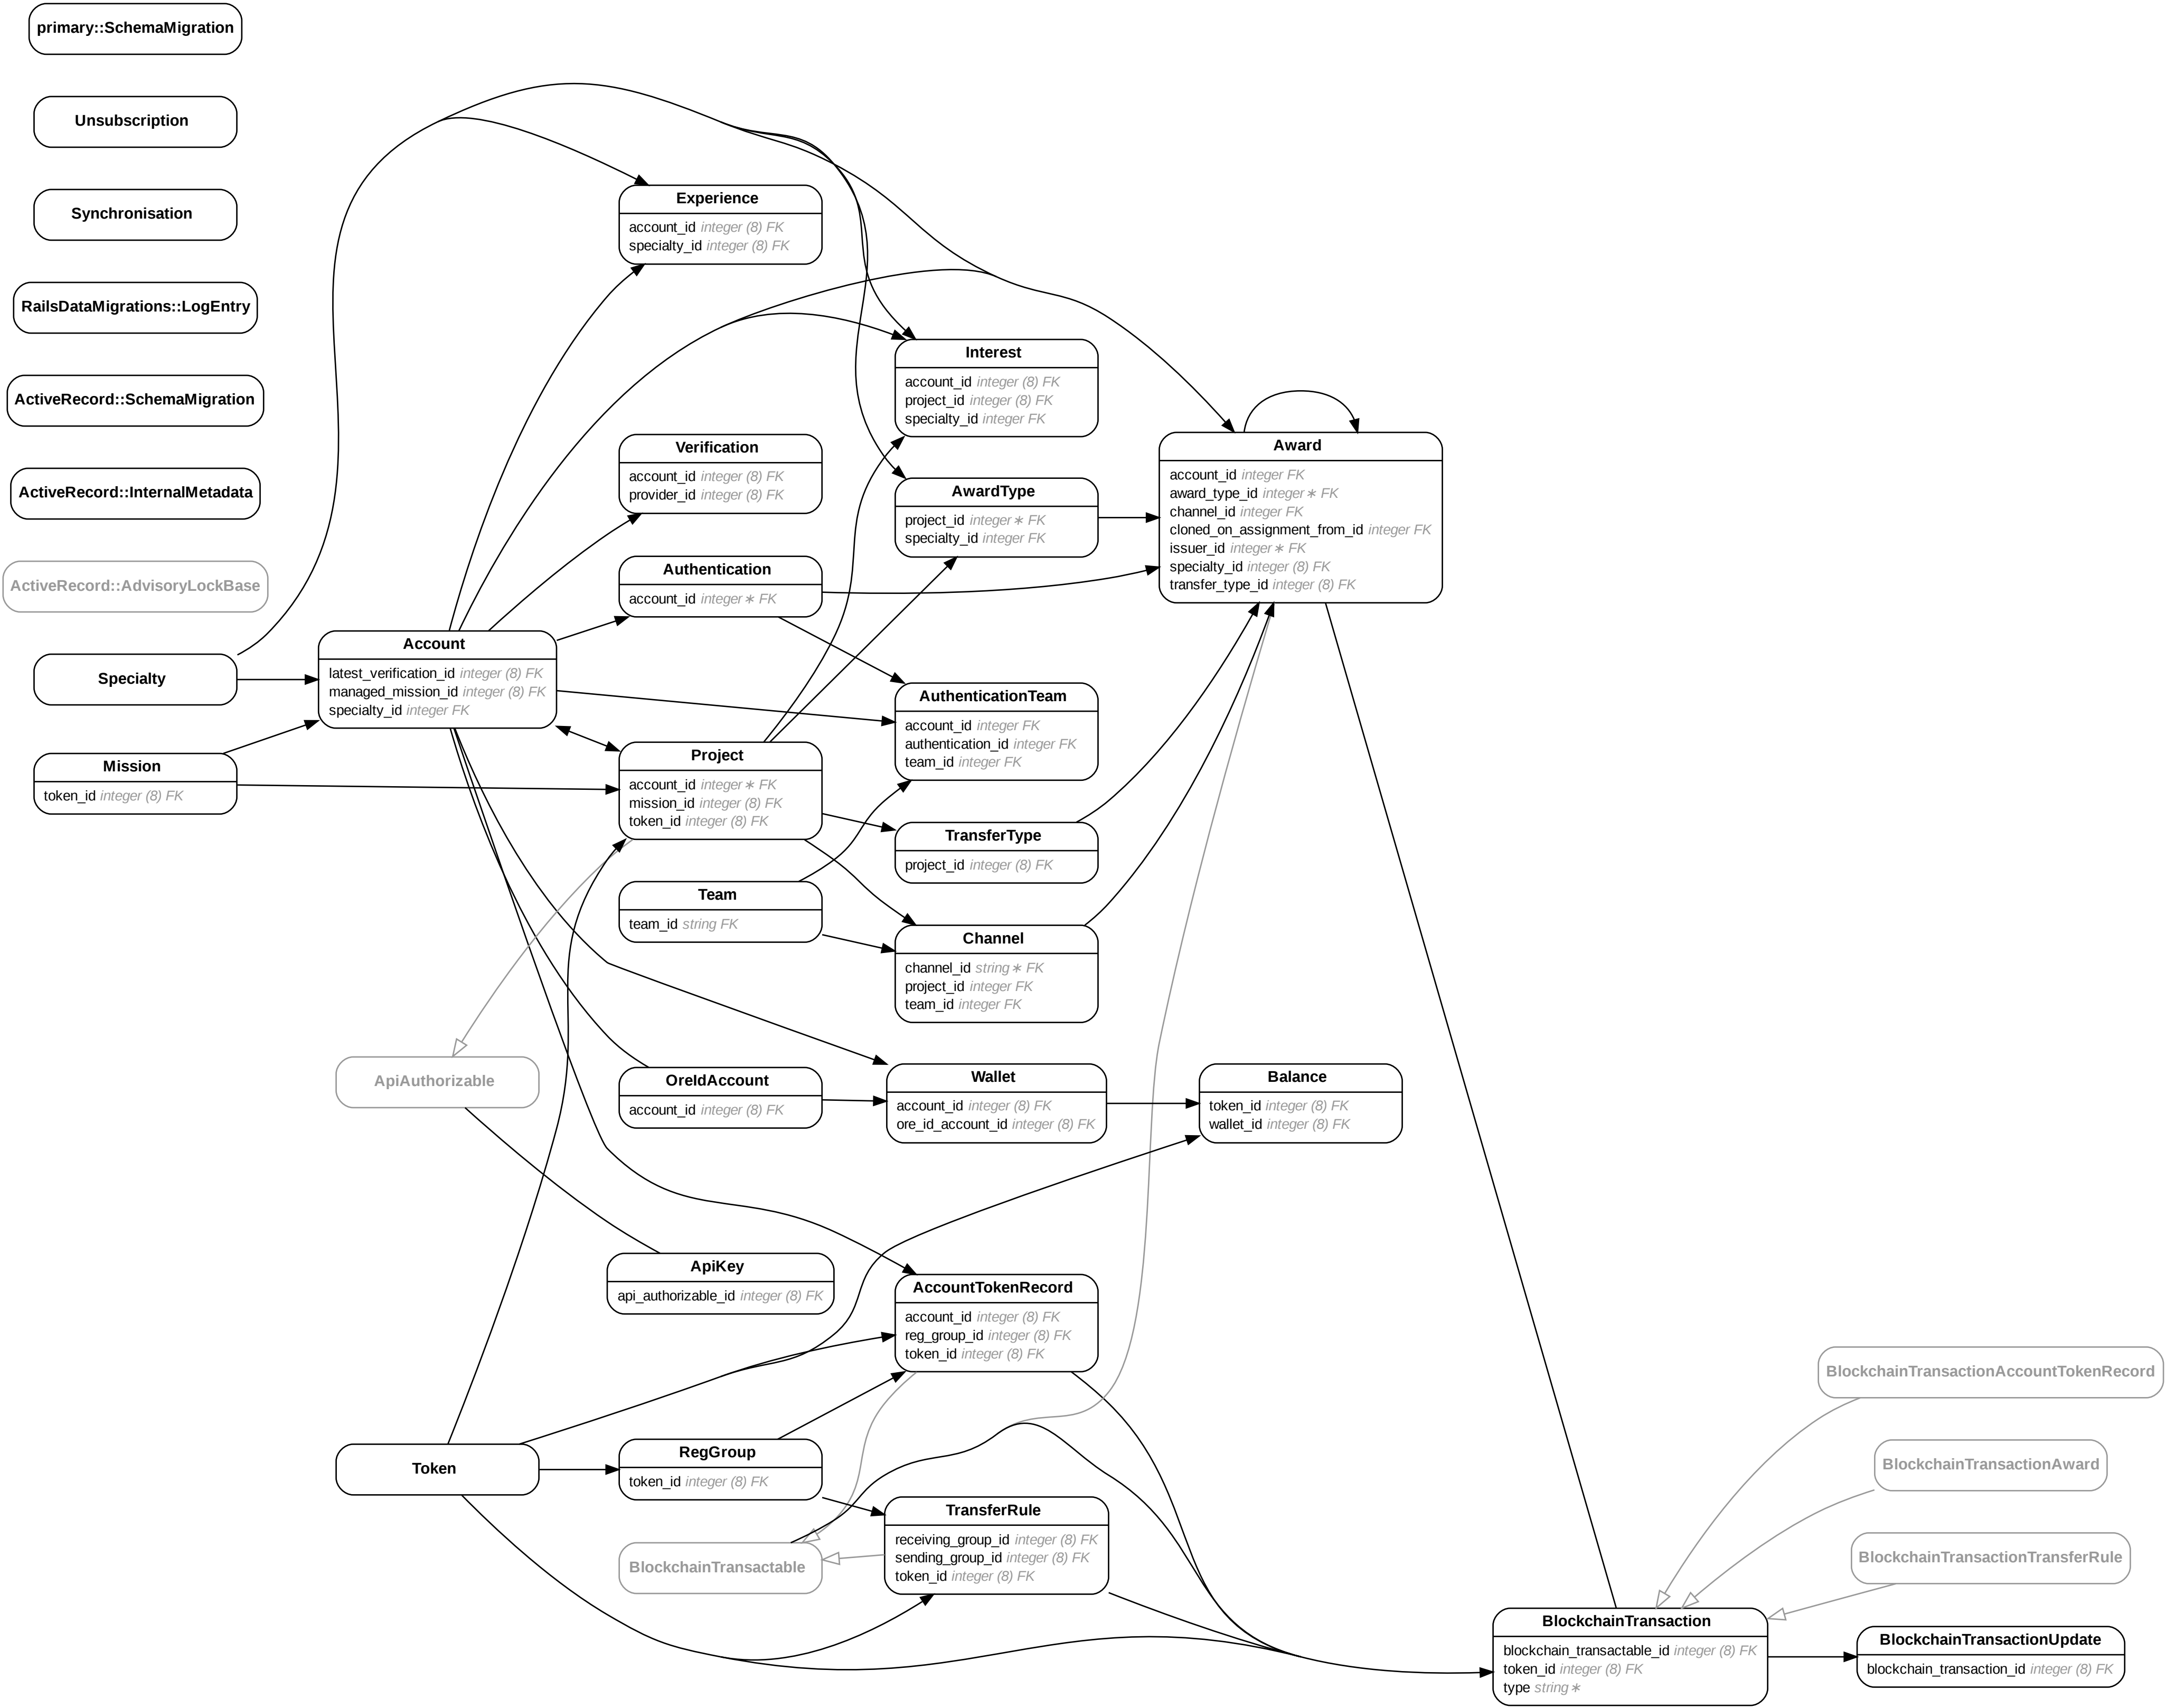 primary::SchemaMigration
Unsubscription
Synchronisation
RailsDataMigrations::LogEntry
ActiveRecord::SchemaMigration
ActiveRecord::InternalMetadata
ActiveRecord::AdvisoryLockBase
Specialty
Mission
token_id integer (8) FK
Account
latest_verification_id integer (8) FK
managed_mission_id integer (8) FK
specialty_id integer FK
ApiAuthorizable
Token
Experience
account_id integer (8) FK
specialty_id integer (8) FK
Verification
account_id integer (8) FK
provider_id integer (8) FK
Authentication
account_id integer∗ FK
Project
account_id integer∗ FK
mission_id integer (8) FK
token_id integer (8) FK
Team
team_id string FK
OreIdAccount
account_id integer (8) FK
ApiKey
api_authorizable_id integer (8) FK
RegGroup
token_id integer (8) FK
BlockchainTransactable
Interest
account_id integer (8) FK
project_id integer (8) FK
specialty_id integer FK
AwardType
project_id integer∗ FK
specialty_id integer FK
AuthenticationTeam
account_id integer FK
authentication_id integer FK
team_id integer FK
TransferType
project_id integer (8) FK
Channel
channel_id string∗ FK
project_id integer FK
team_id integer FK
Wallet
account_id integer (8) FK
ore_id_account_id integer (8) FK
AccountTokenRecord
account_id integer (8) FK
reg_group_id integer (8) FK
token_id integer (8) FK
TransferRule
receiving_group_id integer (8) FK
sending_group_id integer (8) FK
token_id integer (8) FK
Award
account_id integer FK
award_type_id integer∗ FK
channel_id integer FK
cloned_on_assignment_from_id integer FK
issuer_id integer∗ FK
specialty_id integer (8) FK
transfer_type_id integer (8) FK
Balance
token_id integer (8) FK
wallet_id integer (8) FK
BlockchainTransaction
blockchain_transactable_id integer (8) FK
token_id integer (8) FK
type string∗
BlockchainTransactionAccountTokenRecord
BlockchainTransactionAward
BlockchainTransactionTransferRule
BlockchainTransactionUpdate
blockchain_transaction_id integer (8) FK